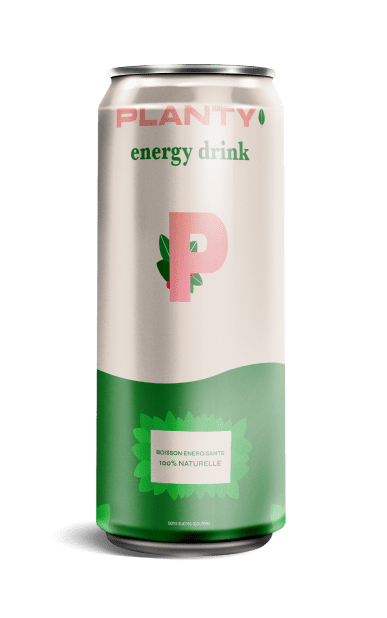 PLANTY
energy drink
P
BOISSON ENERGISANTE
100% NATURELLE